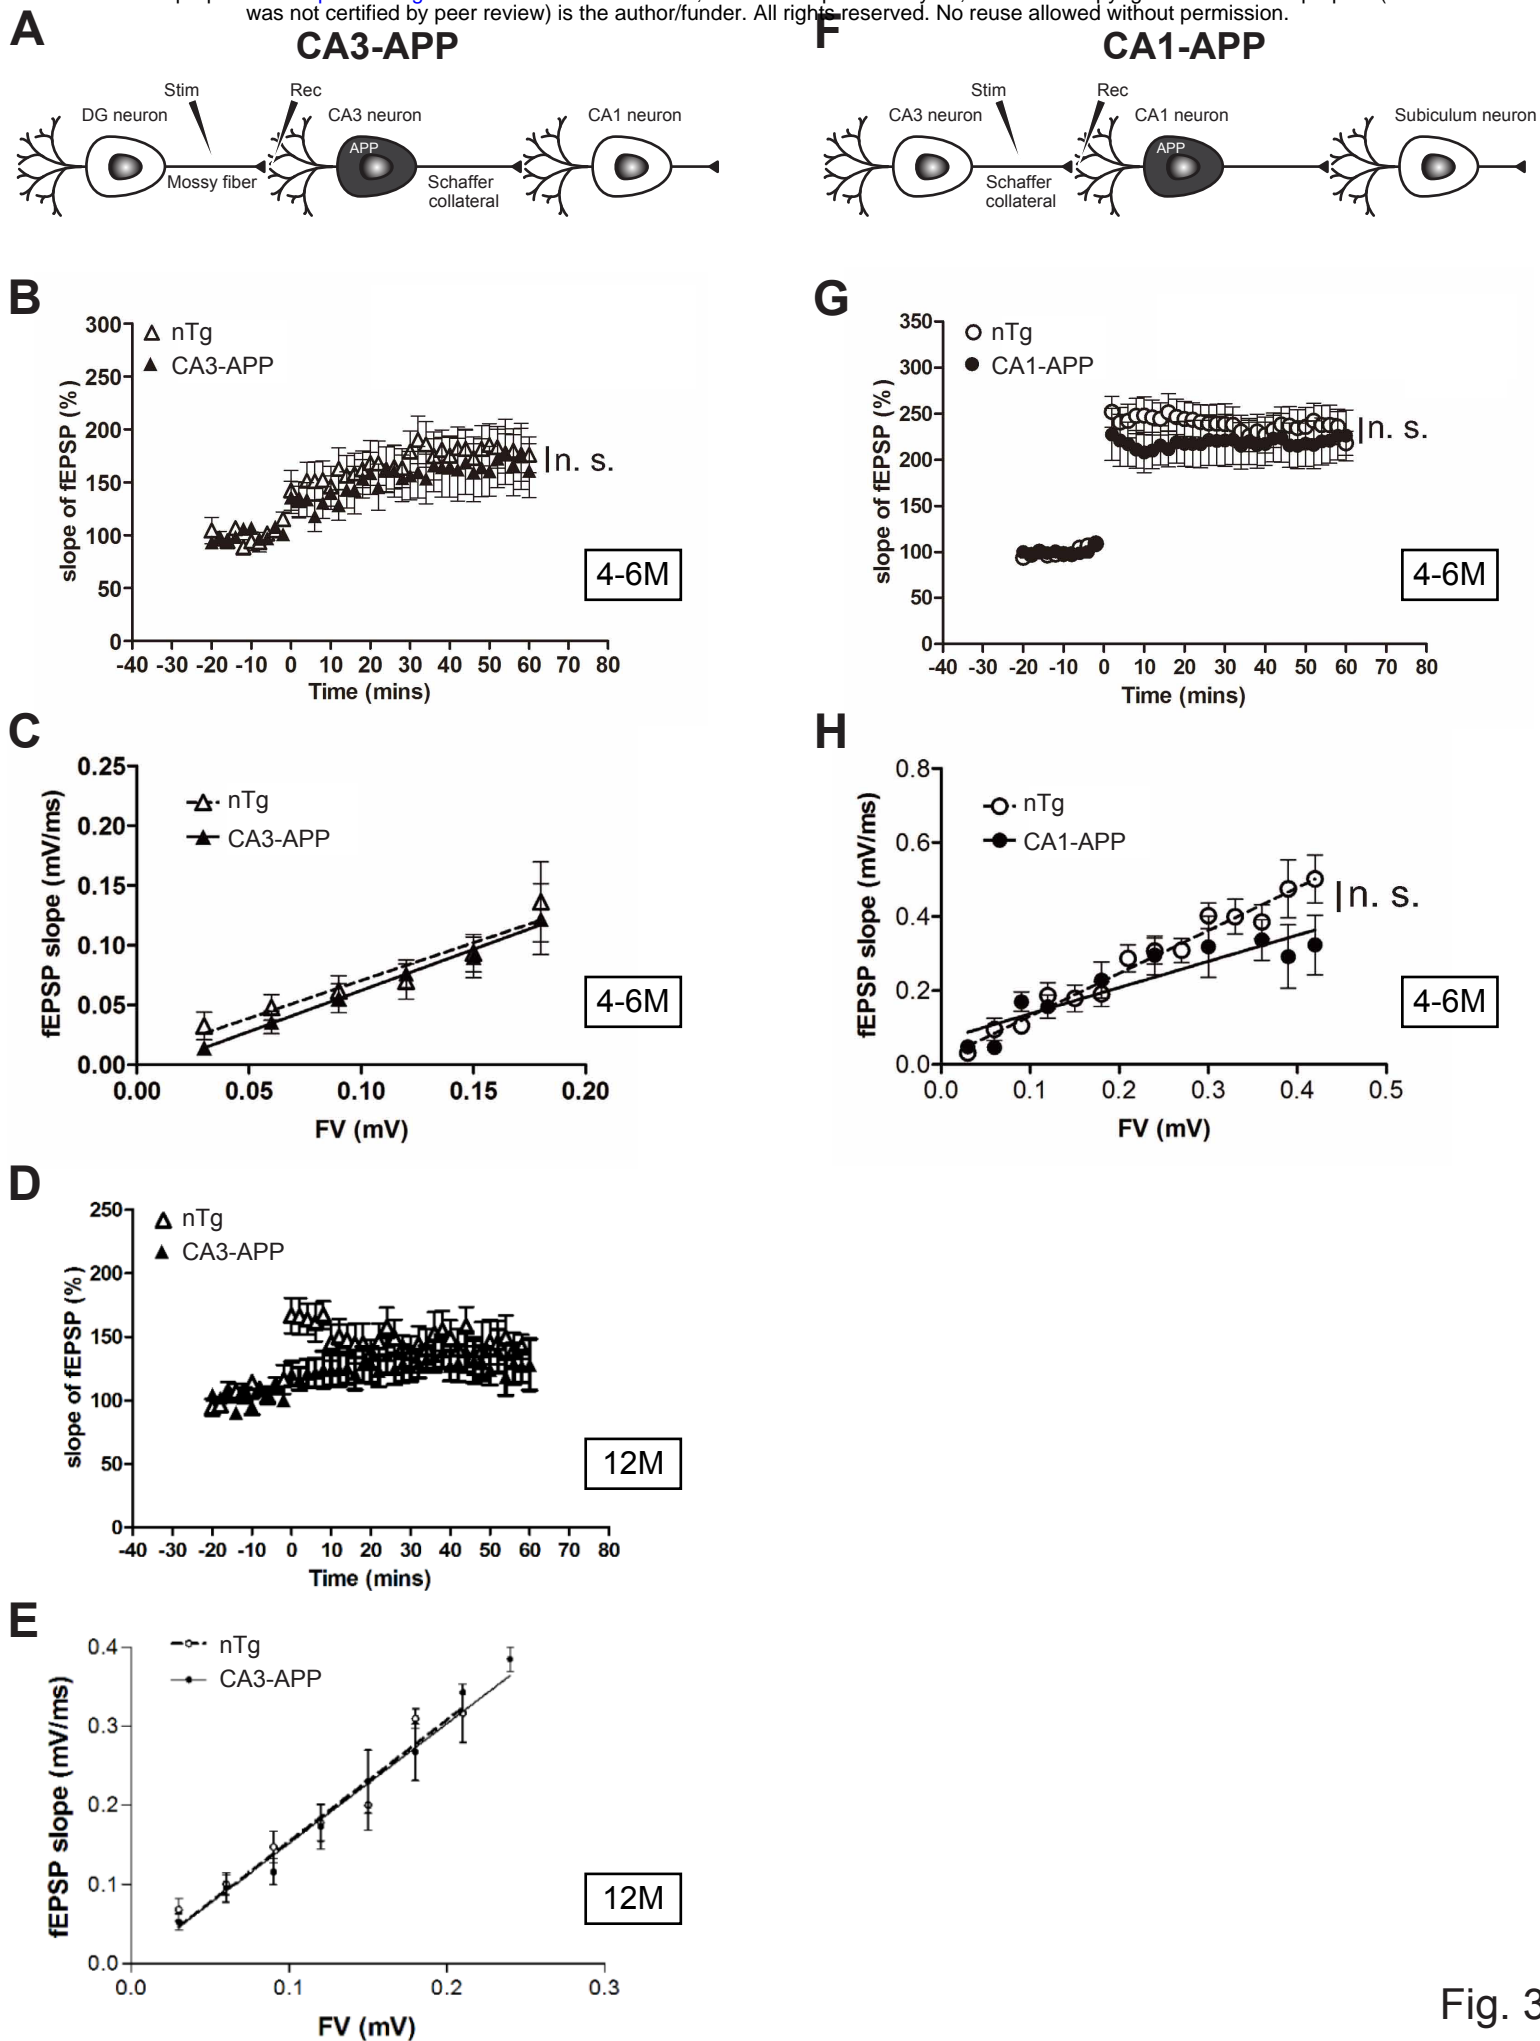 was not certified by peer review) is the author/funder. All rights reserved. No reuse allowed without permission.
A
CA3-APP
Stim
Rec
DG neuron
CA3 neuron
CA1 neuron
APP
Mossy fiber
Schaffer
collateral
B
300
250
200
150
100
50
0
slope of fEPSP (%)
nTg
CA3-APP
n. s.
4-6M
-40 -30 -20 -10 0 10 20 30 40 50 60 70 80
Time (mins)
C
0.25
0.20
0.15
0.10
0.05
0.00
fEPSP slope (mV/ms)
nTg
CA3-APP
4-6M
0.00 0.05 0.10 0.15 0.20
FV (mV)
D
250
200
150
100
50
0
slope of fEPSP (%)
nTg
CA3-APP
12M
-40 -30 -20 -10 0 10 20 30 40 50 60 70 80
Time (mins)
E
0.4
0.3
0.2
0.1
0.0
fEPSP slope (mV/ms)
nTg
CA3-APP
12M
0.0 0.1 0.2 0.3
FV (mV)
F
CA1-APP
Stim
Rec
CA3 neuron
CA1 neuron
Subiculum neuron
APP
Schaffer
collateral
G
350
300
250
200
150
100
50
0
slope of fEPSP (%)
nTg
CA1-APP
n. s.
4-6M
-40 -30 -20 -10 0 10 20 30 40 50 60 70 80
Time (mins)
H
0.8
0.6
0.4
0.2
0.0
fEPSP slope (mV/ms)
nTg
CA1-APP
n. s.
4-6M
0.0 0.1 0.2 0.3 0.4 0.5
FV (mV)
Fig. 3